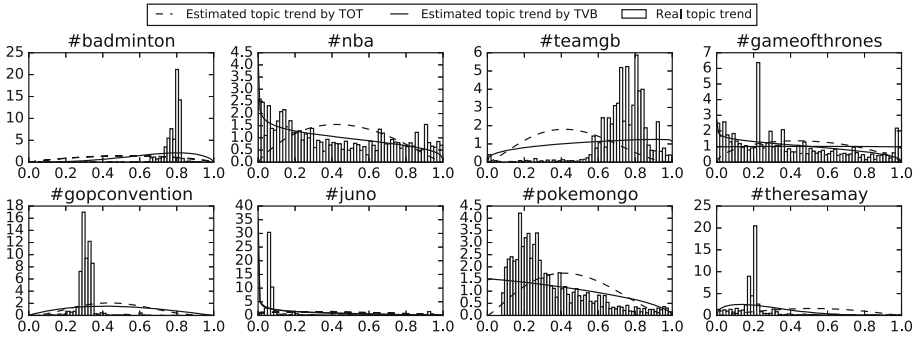 Estimated topic trend by TOT Estimated topic trend by TVB Real topic trend
#badminton #nba #teamgb #gameofthrones
25 4.5 6 7
20 4.0 5 6
15 3.5 4 5
10 3.0 3 4
5 2.5 2 3
0 2.0 1 2
1.5 0 1
1.0 0
0.5
0.0
0.0 0.2 0.4 0.6 0.8 1.0 0.0 0.2 0.4 0.6 0.8 1.0 0.0 0.2 0.4 0.6 0.8 1.0 0.0 0.2 0.4 0.6 0.8 1.0
#gopconvention #juno #pokemongo #theresamay
18 40 4.5 25
16 35 4.0 20
14 30 3.5 15
12 25 3.0 10
10 20 2.5 5
8 15 2.0 0
6 10 1.5
4 5 1.0
2 0 0.5
0 0.0
0.0 0.2 0.4 0.6 0.8 1.0 0.0 0.2 0.4 0.6 0.8 1.0 0.0 0.2 0.4 0.6 0.8 1.0 0.0 0.2 0.4 0.6 0.8 1.0